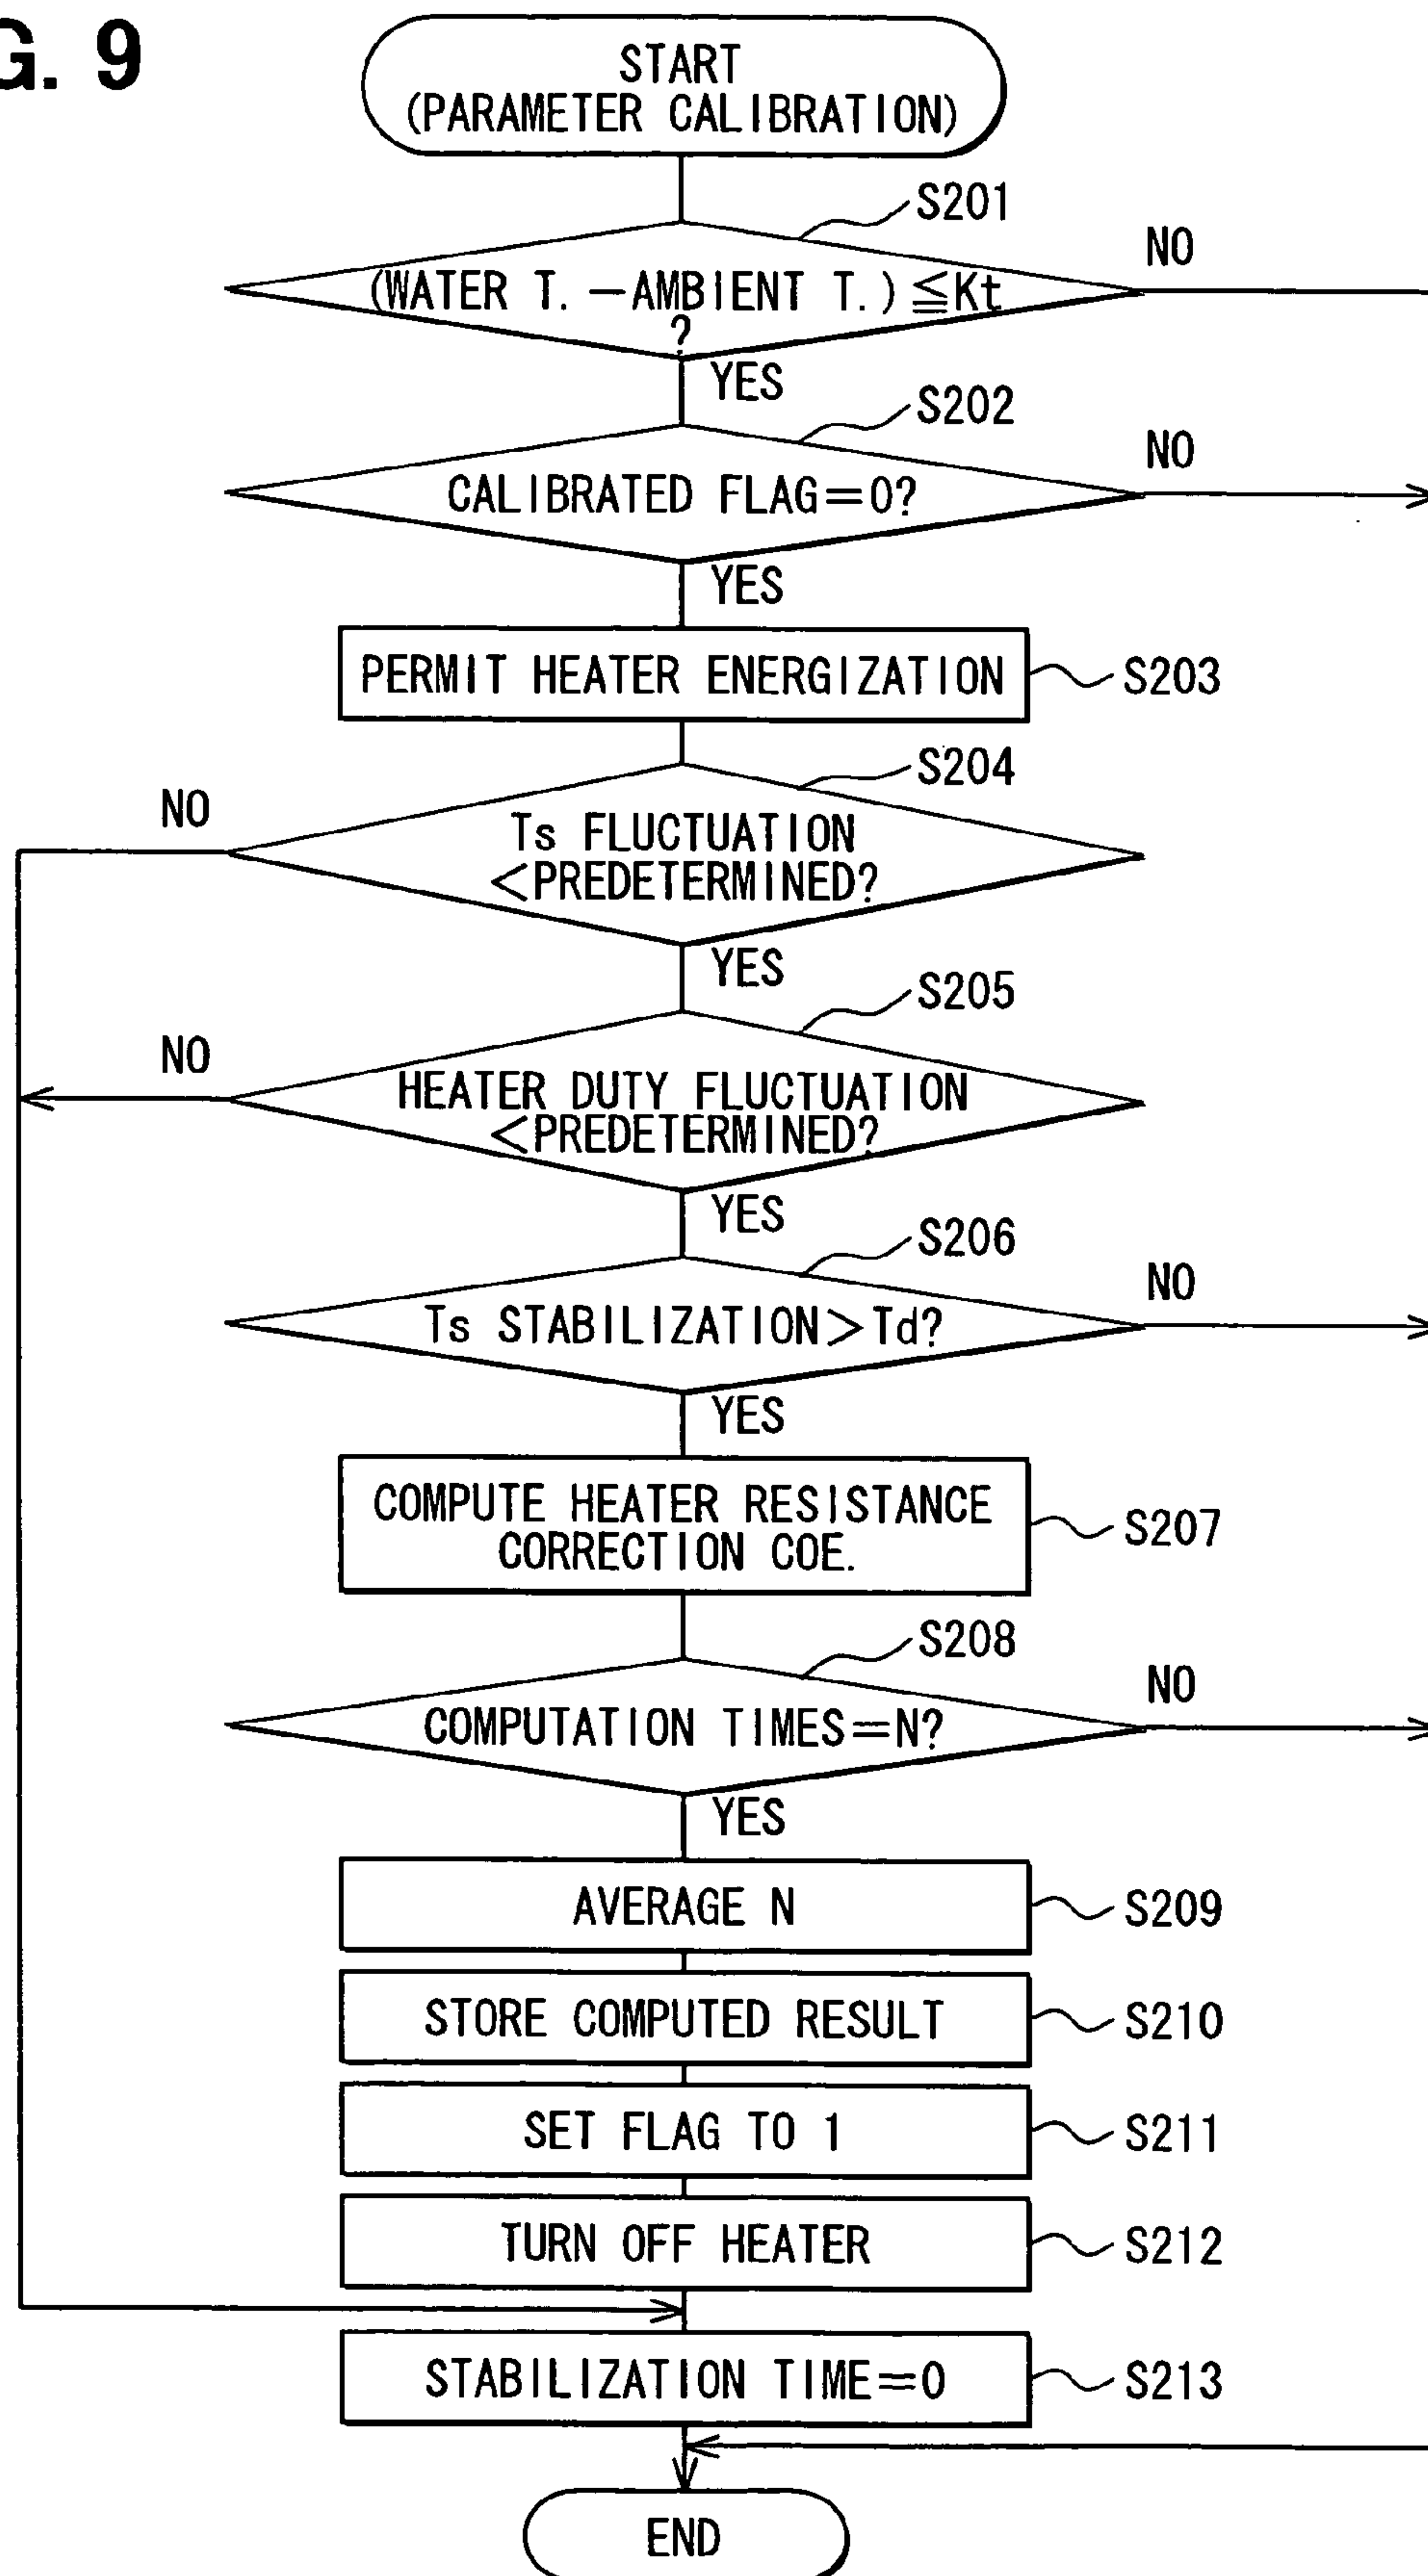 G. 9
START
(PARAMETER CALIBRATION)
S201
NO
(WATER T. −AMBIENT T.) ≦Kt
?
YES
S202
NO
CALIBRATED FLAG=0?
YES
PERMIT HEATER ENERGIZATION
S203
S204
NO
Ts FLUCTUATION
<PREDETERMINED?
YES
S205
NO
HEATER DUTY FLUCTUATION
<PREDETERMINED?
YES
S206
NO
Ts STABILIZATION>Td?
YES
COMPUTE HEATER RESISTANCE
CORRECTION COE.
S207
S208
NO
COMPUTATION TIMES=N?
YES
AVERAGE N
S209
STORE COMPUTED RESULT
S210
SET FLAG TO 1
S211
TURN OFF HEATER
S212
STABILIZATION TIME=0
S213
END